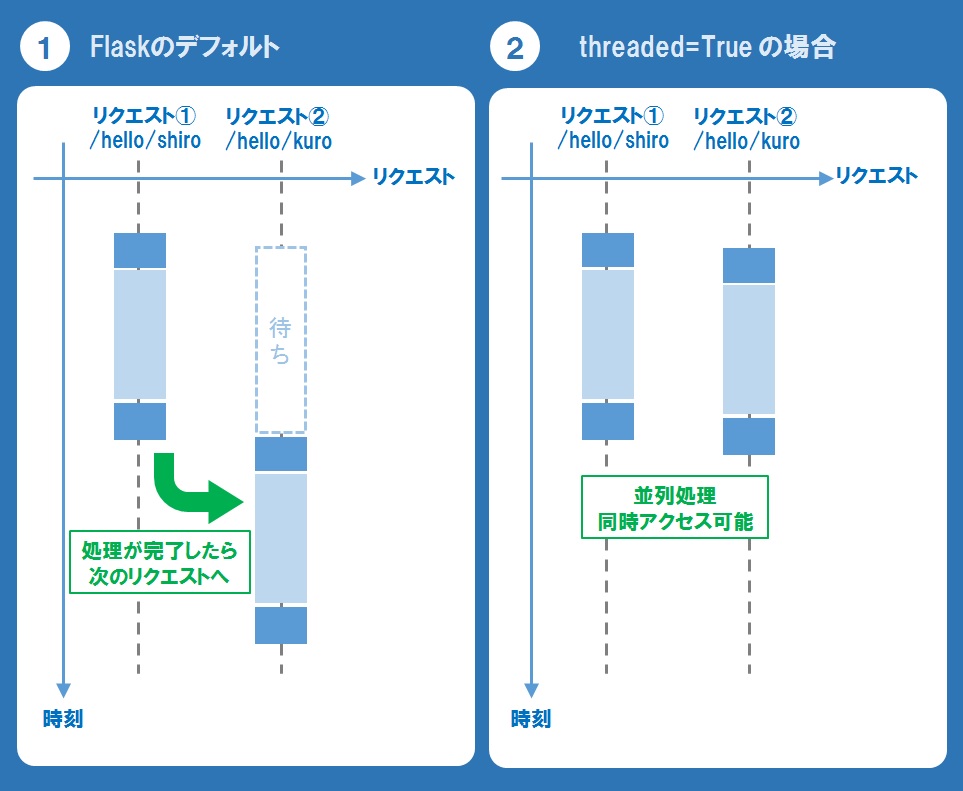 1 Flaskのデフォルト
リクエスト① リクエスト②
/hello/shiro /hello/kuro
リクエスト
待ち
処理が完了したら
次のリクエストへ
時刻
2 threaded=True の場合
リクエスト① リクエスト②
/hello/shiro /hello/kuro
リクエスト
並列処理
同時アクセス可能
時刻